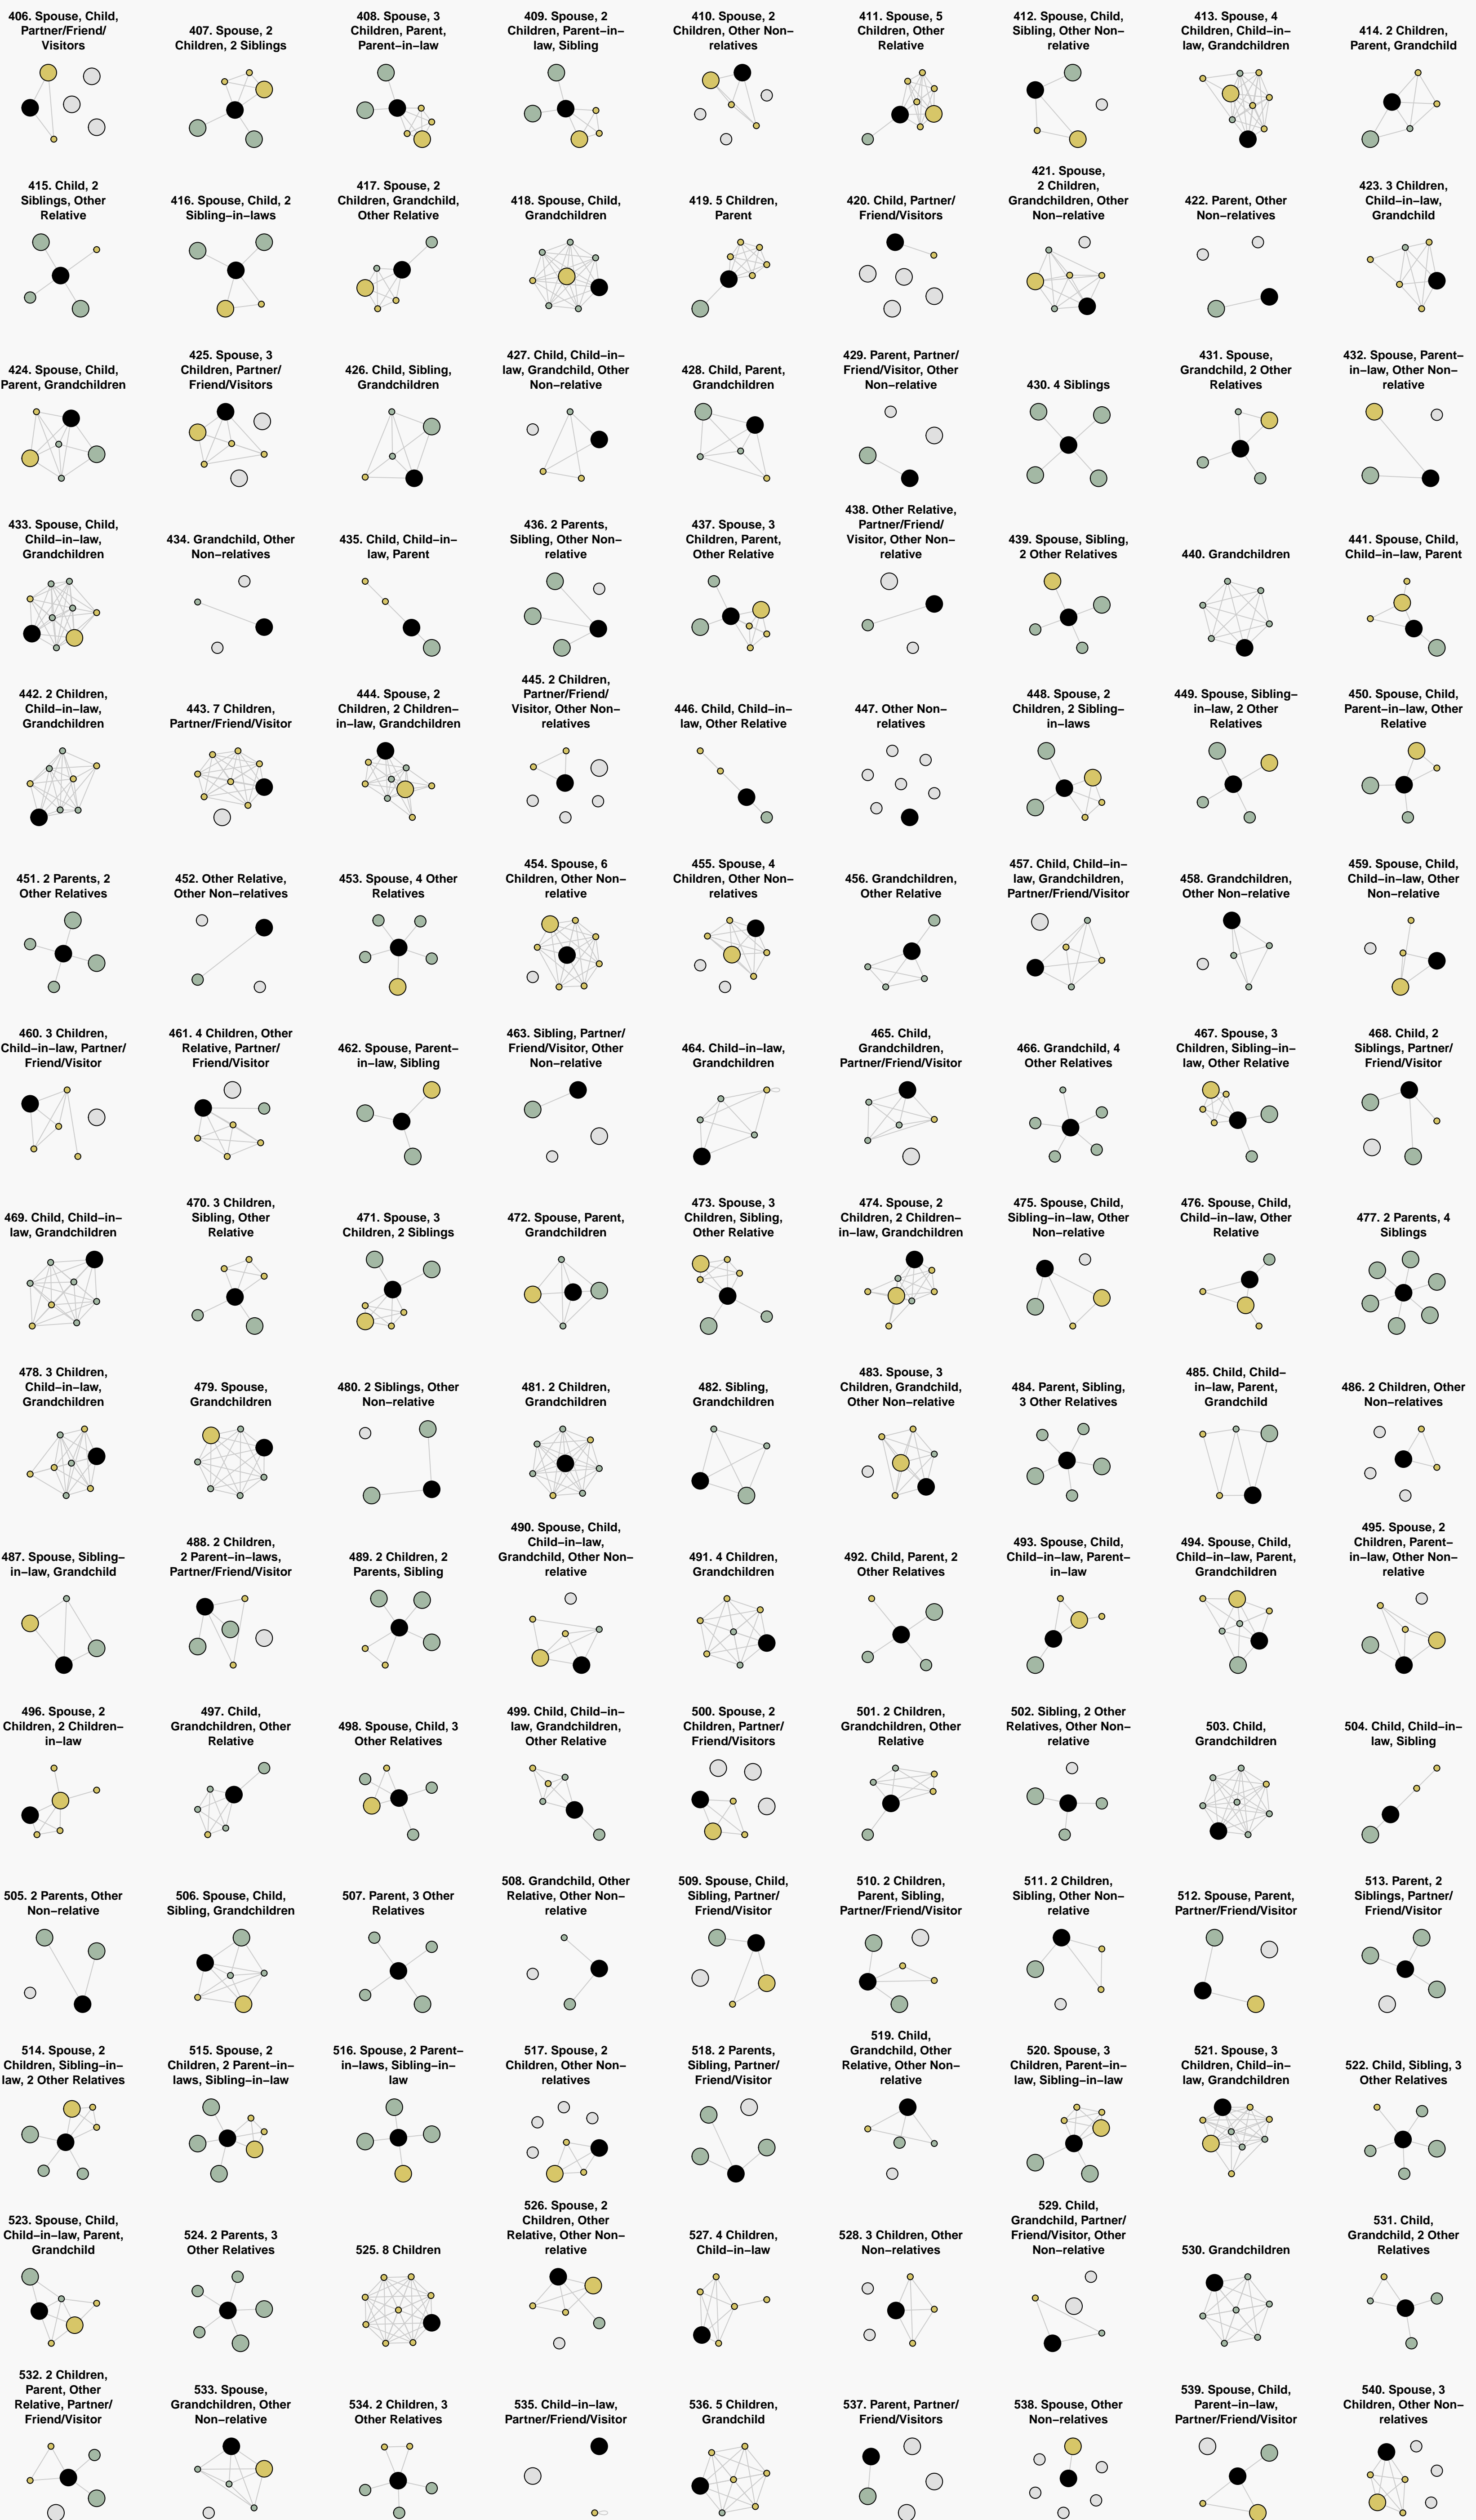 406. Spouse, Child,
Partner/Friend/
Visitors
407. Spouse, 2
Children, 2 Siblings
408. Spouse, 3
Children, Parent,
Parent−in−law
409. Spouse, 2
Children, Parent−in−
law, Sibling
410. Spouse, 2
Children, Other Non−
relatives
411. Spouse, 5
Children, Other
Relative
412. Spouse, Child,
Sibling, Other Non−
relative
413. Spouse, 4
Children, Child−in−
law, Grandchildren
414. 2 Children,
Parent, Grandchild
415. Child, 2
Siblings, Other
Relative
416. Spouse, Child, 2
Sibling−in−laws
417. Spouse, 2
Children, Grandchild,
Other Relative
418. Spouse, Child,
Grandchildren
419. 5 Children,
Parent
420. Child, Partner/
Friend/Visitors
421. Spouse,
2 Children,
Grandchildren, Other
Non−relative
422. Parent, Other
Non−relatives
423. 3 Children,
Child−in−law,
Grandchild
424. Spouse, Child,
Parent, Grandchildren
425. Spouse, 3
Children, Partner/
Friend/Visitors
426. Child, Sibling,
Grandchildren
427. Child, Child−in−
law, Grandchild, Other
Non−relative
428. Child, Parent,
Grandchildren
429. Parent, Partner/
Friend/Visitor, Other
Non−relative
430. 4 Siblings
431. Spouse,
Grandchild, 2 Other
Relatives
432. Spouse, Parent−
in−law, Other Non−
relative
433. Spouse, Child,
Child−in−law,
Grandchildren
434. Grandchild, Other
Non−relatives
435. Child, Child−in−
law, Parent
436. 2 Parents,
Sibling, Other Non−
relative
437. Spouse, 3
Children, Parent,
Other Relative
438. Other Relative,
Partner/Friend/
Visitor, Other Non−
relative
439. Spouse, Sibling,
2 Other Relatives
440. Grandchildren
441. Spouse, Child,
Child−in−law, Parent
442. 2 Children,
Child−in−law,
Grandchildren
443. 7 Children,
Partner/Friend/Visitor
444. Spouse, 2
Children, 2 Children−
in−law, Grandchildren
445. 2 Children,
Partner/Friend/
Visitor, Other Non−
relatives
446. Child, Child−in−
law, Other Relative
447. Other Non−
relatives
448. Spouse, 2
Children, 2 Sibling−
in−laws
449. Spouse, Sibling−
in−law, 2 Other
Relatives
450. Spouse, Child,
Parent−in−law, Other
Relative
451. 2 Parents, 2
Other Relatives
452. Other Relative,
Other Non−relatives
453. Spouse, 4 Other
Relatives
454. Spouse, 6
Children, Other Non−
relative
455. Spouse, 4
Children, Other Non−
relatives
456. Grandchildren,
Other Relative
457. Child, Child−in−
law, Grandchildren,
Partner/Friend/Visitor
458. Grandchildren,
Other Non−relative
459. Spouse, Child,
Child−in−law, Other
Non−relative
460. 3 Children,
Child−in−law, Partner/
Friend/Visitor
461. 4 Children, Other
Relative, Partner/
Friend/Visitor
462. Spouse, Parent−
in−law, Sibling
463. Sibling, Partner/
Friend/Visitor, Other
Non−relative
464. Child−in−law,
Grandchildren
465. Child,
Grandchildren,
Partner/Friend/Visitor
466. Grandchild, 4
Other Relatives
467. Spouse, 3
Children, Sibling−in−
law, Other Relative
468. Child, 2
Siblings, Partner/
Friend/Visitor
469. Child, Child−in−
law, Grandchildren
470. 3 Children,
Sibling, Other
Relative
471. Spouse, 3
Children, 2 Siblings
472. Spouse, Parent,
Grandchildren
473. Spouse, 3
Children, Sibling,
Other Relative
474. Spouse, 2
Children, 2 Children−
in−law, Grandchildren
475. Spouse, Child,
Sibling−in−law, Other
Non−relative
476. Spouse, Child,
Child−in−law, Other
Relative
477. 2 Parents, 4
Siblings
478. 3 Children,
Child−in−law,
Grandchildren
479. Spouse,
Grandchildren
480. 2 Siblings, Other
Non−relative
481. 2 Children,
Grandchildren
482. Sibling,
Grandchildren
483. Spouse, 3
Children, Grandchild,
Other Non−relative
484. Parent, Sibling,
3 Other Relatives
485. Child, Child−
in−law, Parent,
Grandchild
486. 2 Children, Other
Non−relatives
487. Spouse, Sibling−
in−law, Grandchild
488. 2 Children,
2 Parent−in−laws,
Partner/Friend/Visitor
489. 2 Children, 2
Parents, Sibling
490. Spouse, Child,
Child−in−law,
Grandchild, Other Non−
relative
491. 4 Children,
Grandchildren
492. Child, Parent, 2
Other Relatives
493. Spouse, Child,
Child−in−law, Parent−
in−law
494. Spouse, Child,
Child−in−law, Parent,
Grandchildren
495. Spouse, 2
Children, Parent−
in−law, Other Non−
relative
496. Spouse, 2
Children, 2 Children−
in−law
497. Child,
Grandchildren, Other
Relative
498. Spouse, Child, 3
Other Relatives
499. Child, Child−in−
law, Grandchildren,
Other Relative
500. Spouse, 2
Children, Partner/
Friend/Visitors
501. 2 Children,
Grandchildren, Other
Relative
502. Sibling, 2 Other
Relatives, Other Non−
relative
503. Child,
Grandchildren
504. Child, Child−in−
law, Sibling
505. 2 Parents, Other
Non−relative
506. Spouse, Child,
Sibling, Grandchildren
507. Parent, 3 Other
Relatives
508. Grandchild, Other
Relative, Other Non−
relative
509. Spouse, Child,
Sibling, Partner/
Friend/Visitor
510. 2 Children,
Parent, Sibling,
Partner/Friend/Visitor
511. 2 Children,
Sibling, Other Non−
relative
512. Spouse, Parent,
Partner/Friend/Visitor
513. Parent, 2
Siblings, Partner/
Friend/Visitor
514. Spouse, 2
Children, Sibling−in−
law, 2 Other Relatives
515. Spouse, 2
Children, 2 Parent−in−
laws, Sibling−in−law
516. Spouse, 2 Parent−
in−laws, Sibling−in−
law
517. Spouse, 2
Children, Other Non−
relatives
518. 2 Parents,
Sibling, Partner/
Friend/Visitor
519. Child,
Grandchild, Other
Relative, Other Non−
relative
520. Spouse, 3
Children, Parent−in−
law, Sibling−in−law
521. Spouse, 3
Children, Child−in−
law, Grandchildren
522. Child, Sibling, 3
Other Relatives
523. Spouse, Child,
Child−in−law, Parent,
Grandchild
524. 2 Parents, 3
Other Relatives
525. 8 Children
526. Spouse, 2
Children, Other
Relative, Other Non−
relative
527. 4 Children,
Child−in−law
528. 3 Children, Other
Non−relatives
529. Child,
Grandchild, Partner/
Friend/Visitor, Other
Non−relative
530. Grandchildren
531. Child,
Grandchild, 2 Other
Relatives
532. 2 Children,
Parent, Other
Relative, Partner/
Friend/Visitor
533. Spouse,
Grandchildren, Other
Non−relative
534. 2 Children, 3
Other Relatives
535. Child−in−law,
Partner/Friend/Visitor
536. 5 Children,
Grandchild
537. Parent, Partner/
Friend/Visitors
538. Spouse, Other
Non−relatives
539. Spouse, Child,
Parent−in−law,
Partner/Friend/Visitor
540. Spouse, 3
Children, Other Non−
relatives